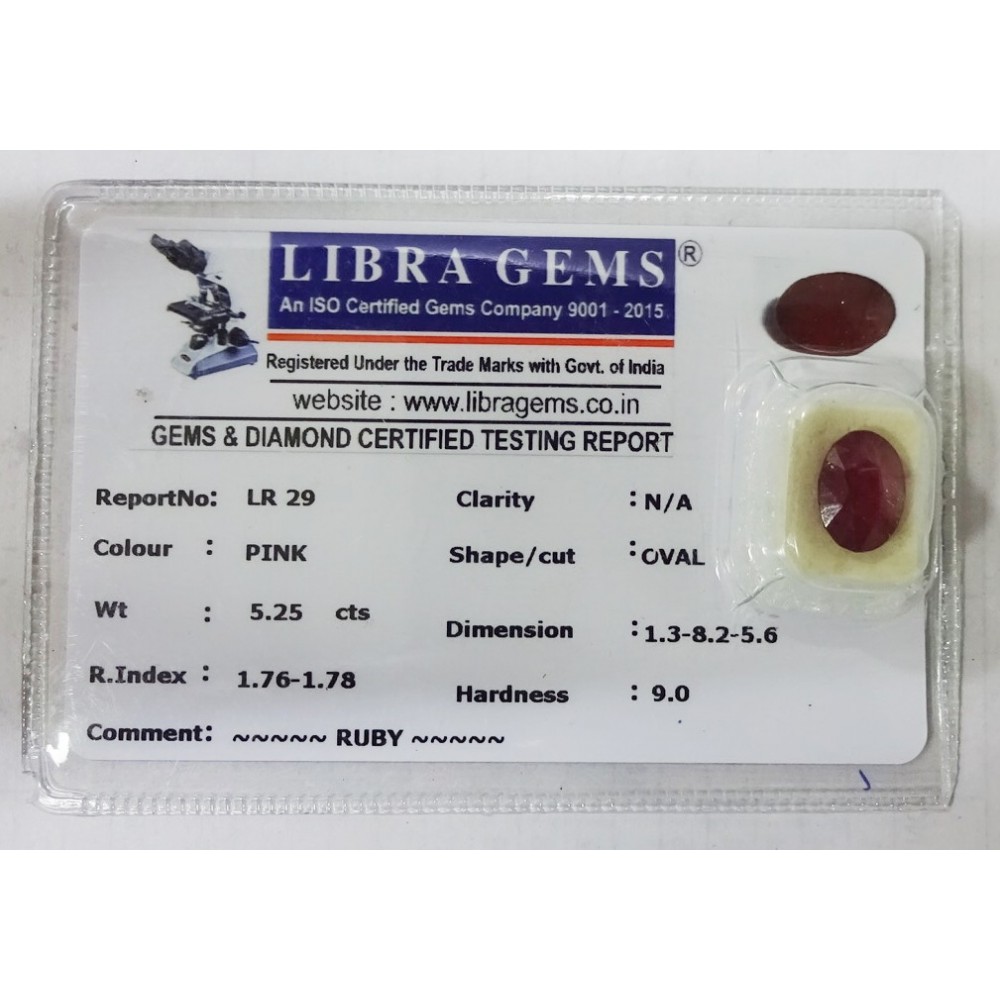 LIBRA GEMS®
An ISO Certified Gems Company 9001 - 2015
Registered Under the Trade Marks with Govt. of India
website : www.libragems.co.in
GEMS & DIAMOND CERTIFIED TESTING REPORT
ReportNo: LR 29 Clarity : N/A
Colour : PINK Shape/cut : OVAL
Wt : 5.25 cts Dimension : 1.3-8.2-5.6
R.Index : 1.76-1.78 Hardness : 9.0
Comment: ~~~~~ RUBY ~~~~~